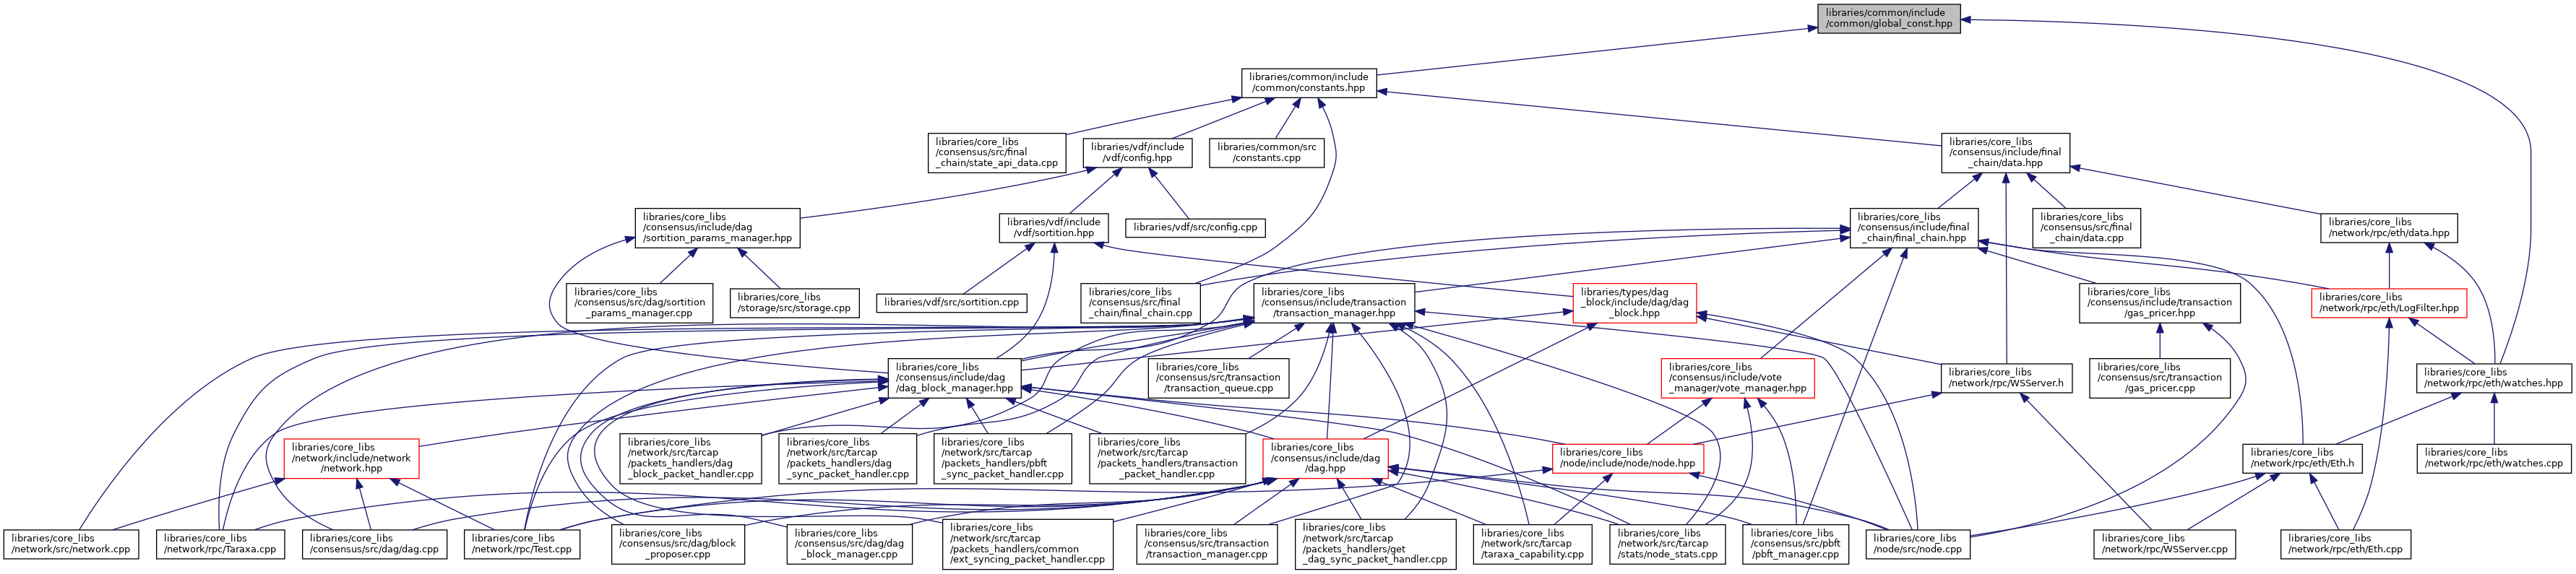 libraries/common/include
/common/global_const.hpp
libraries/common/include
/common/constants.hpp
libraries/core_libs
/consensus/src/final
_chain/state_api_data.cpp
libraries/vdf/include
/vdf/config.hpp
libraries/common/src
/constants.cpp
libraries/core_libs
/consensus/include/final
_chain/data.hpp
libraries/core_libs
/consensus/include/dag
/sortition_params_manager.hpp
libraries/vdf/include
/vdf/sortition.hpp
libraries/vdf/src/config.cpp
libraries/core_libs
/consensus/include/final
_chain/final_chain.hpp
libraries/core_libs
/consensus/src/final
_chain/data.cpp
libraries/core_libs
/network/rpc/eth/data.hpp
libraries/core_libs
/consensus/src/dag/sortition
_params_manager.cpp
libraries/core_libs
/storage/src/storage.cpp
libraries/vdf/src/sortition.cpp
libraries/core_libs
/consensus/src/final
_chain/final_chain.cpp
libraries/core_libs
/consensus/include/transaction
/transaction_manager.hpp
libraries/types/dag
_block/include/dag/dag
_block.hpp
libraries/core_libs
/consensus/include/transaction
/gas_pricer.hpp
libraries/core_libs
/network/rpc/eth/LogFilter.hpp
libraries/core_libs
/consensus/include/dag
/dag_block_manager.hpp
libraries/core_libs
/consensus/src/transaction
/transaction_queue.cpp
libraries/core_libs
/consensus/include/vote
_manager/vote_manager.hpp
libraries/core_libs
/network/rpc/WSServer.h
libraries/core_libs
/consensus/src/transaction
/gas_pricer.cpp
libraries/core_libs
/network/rpc/eth/watches.hpp
libraries/core_libs
/network/include/network
/network.hpp
libraries/core_libs
/network/src/tarcap
/packets_handlers/dag
_block_packet_handler.cpp
libraries/core_libs
/network/src/tarcap
/packets_handlers/dag
_sync_packet_handler.cpp
libraries/core_libs
/network/src/tarcap
/packets_handlers/pbft
_sync_packet_handler.cpp
libraries/core_libs
/network/src/tarcap
/packets_handlers/transaction
_packet_handler.cpp
libraries/core_libs
/consensus/include/dag
/dag.hpp
libraries/core_libs
/node/include/node/node.hpp
libraries/core_libs
/network/rpc/eth/Eth.h
libraries/core_libs
/network/rpc/eth/watches.cpp
libraries/core_libs
/network/src/network.cpp
libraries/core_libs
/network/rpc/Taraxa.cpp
libraries/core_libs
/consensus/src/dag/dag.cpp
libraries/core_libs
/network/rpc/Test.cpp
libraries/core_libs
/consensus/src/dag/block
_proposer.cpp
libraries/core_libs
/consensus/src/dag/dag
_block_manager.cpp
libraries/core_libs
/network/src/tarcap
/packets_handlers/common
/ext_syncing_packet_handler.cpp
libraries/core_libs
/consensus/src/transaction
/transaction_manager.cpp
libraries/core_libs
/network/src/tarcap
/packets_handlers/get
_dag_sync_packet_handler.cpp
libraries/core_libs
/network/src/tarcap
/taraxa_capability.cpp
libraries/core_libs
/network/src/tarcap
/stats/node_stats.cpp
libraries/core_libs
/consensus/src/pbft
/pbft_manager.cpp
libraries/core_libs
/node/src/node.cpp
libraries/core_libs
/network/rpc/WSServer.cpp
libraries/core_libs
/network/rpc/eth/Eth.cpp